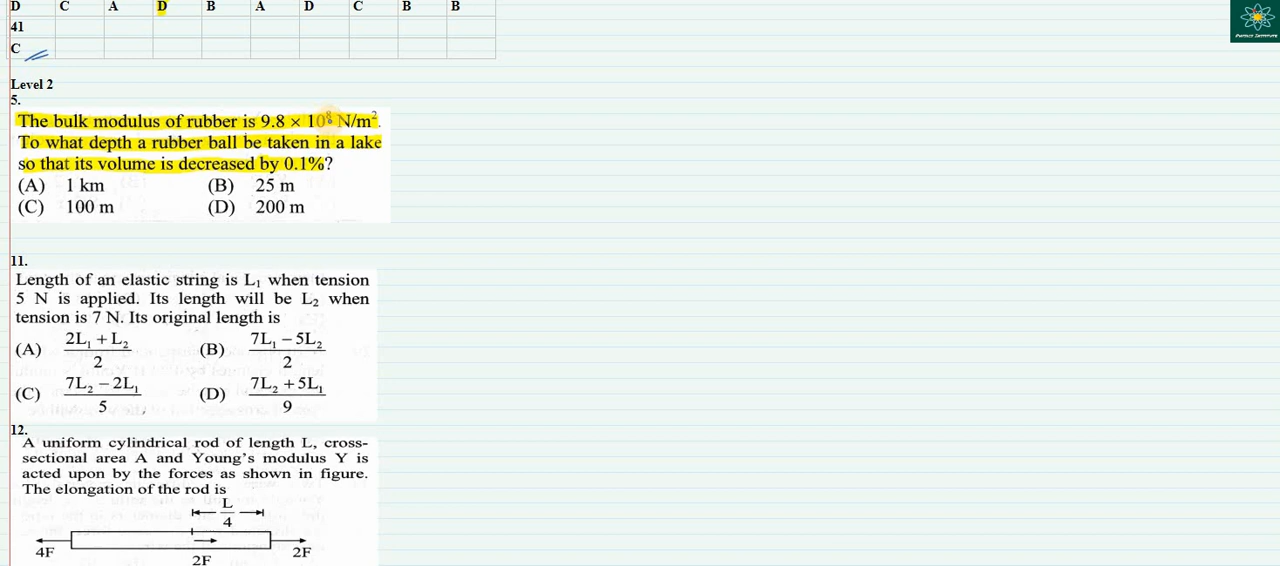 D C A D B A D C B B
41
C
Level 2
5.
The bulk modulus of rubber is 9.8 × 10⁸ N/m².
To what depth a rubber ball be taken in a lake
so that its volume is decreased by 0.1%?
(A) 1 km (B) 25 m
(C) 100 m (D) 200 m
11.
Length of an elastic string is L₁ when tension
5 N is applied. Its length will be L₂ when
tension is 7 N. Its original length is
(A) (2L₁ + L₂)/2 (B) (7L₁ − 5L₂)/2
(C) (7L₂ − 2L₁)/5 (D) (7L₂ + 5L₁)/9
12.
A uniform cylindrical rod of length L, cross-
sectional area A and Young's modulus Y is
acted upon by the forces as shown in figure.
The elongation of the rod is
L/4
4F 2F 2F